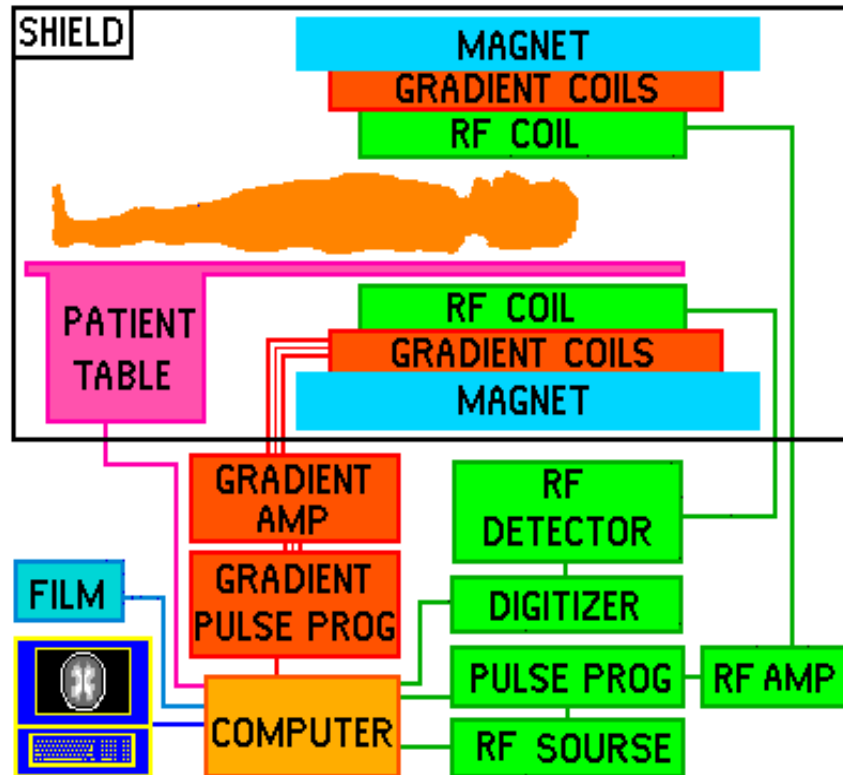 SHIELD
MAGNET
GRADIENT COILS
RF COIL
RF COIL
GRADIENT COILS
MAGNET
PATIENT
TABLE
GRADIENT
AMP
RF
DETECTOR
GRADIENT
PULSE PROG
FILM
DIGITIZER
PULSE PROG
RF AMP
COMPUTER
RF SOURSE